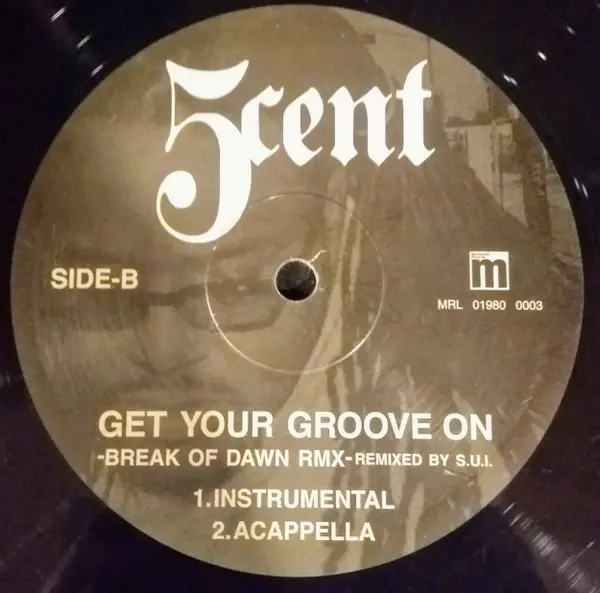 5cent
SIDE-B
m
MRL 01980 0003
GET YOUR GROOVE ON
-BREAK OF DAWN RMX-REMIXED BY S.U.I.
1.INSTRUMENTAL
2.ACAPPELLA